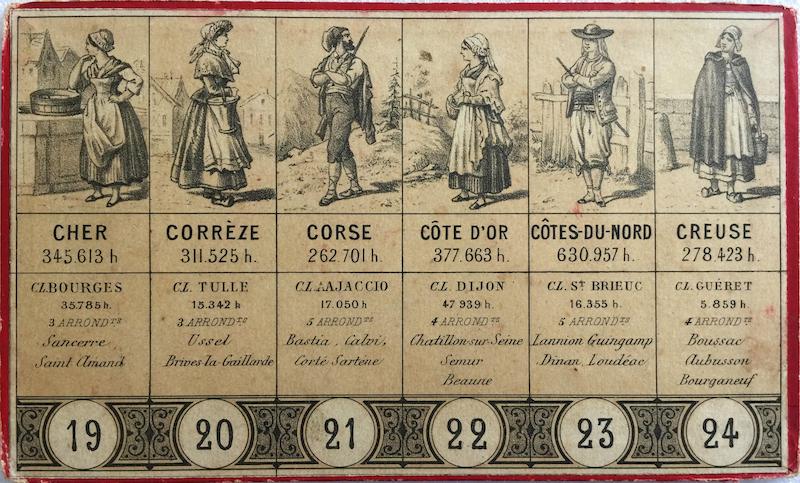 CHER
345.613 h
CL. BOURGES
35.785 h.
3 ARRONDTS
Sancerre
Saint Amand
19
CORRÈZE
311.525 h.
CL. TULLE
15.342 h
3 ARRONDTS
Ussel
Brives-la-Gaillarde
20
CORSE
262.701 h.
CL. AJACCIO
17.050 h
5 ARRONDTS
Bastia, Calvi,
Corté Sartène
21
CÔTE D'OR
377.663 h.
CL. DIJON
47 939 h.
4 ARRONDTS
Chatillon-sur-Seine
Semur
Beaune
22
CÔTES-DU-NORD
630.957 h.
CL. ST BRIEUC
16.355 h.
5 ARRONDTS
Lannion Guingamp
Dinan, Loudéac
23
CREUSE
278.423 h.
CL. GUÉRET
5.859 h.
4 ARRONDTS
Boussac
Aubusson
Bourganeuf
24